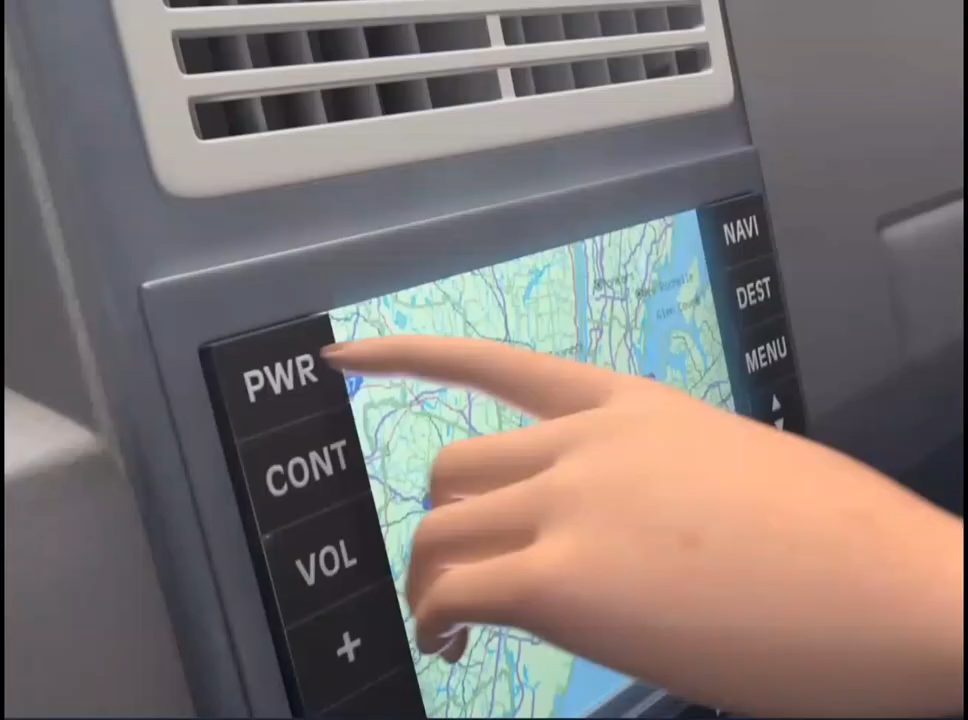 PWR
CONT
VOL
+
NAVI
DEST
MENU